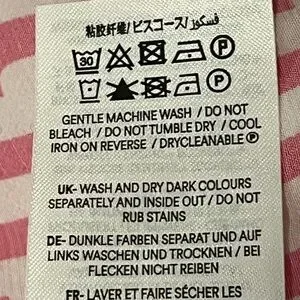 粘胶纤维/ビスコース/فسكوز
30 P
P
GENTLE MACHINE WASH / DO NOT
BLEACH / DO NOT TUMBLE DRY / COOL
IRON ON REVERSE / DRYCLEANABLE Ⓟ
UK- WASH AND DRY DARK COLOURS
SEPARATELY AND INSIDE OUT / DO NOT
RUB STAINS
DE- DUNKLE FARBEN SEPARAT UND AUF
LINKS WASCHEN UND TROCKNEN / BEI
FLECKEN NICHT REIBEN
FR- LAVER ET FAIRE SÉCHER LES